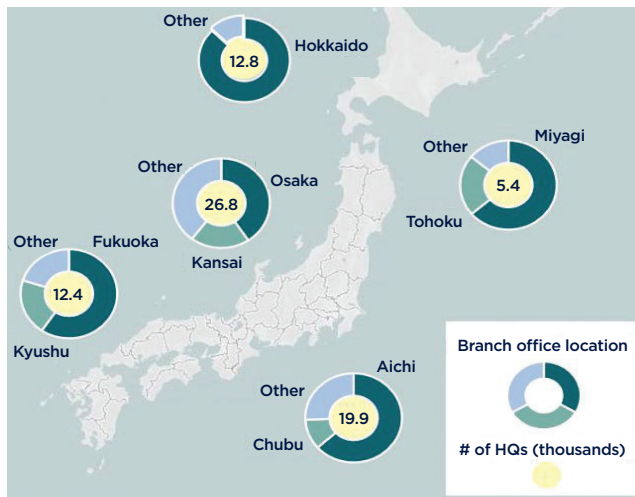 Other
Hokkaido
12.8
Other
Miyagi
5.4
Tohoku
Other
Osaka
26.8
Kansai
Other
Fukuoka
12.4
Kyushu
Other
Aichi
19.9
Chubu
Branch office location
# of HQs (thousands)